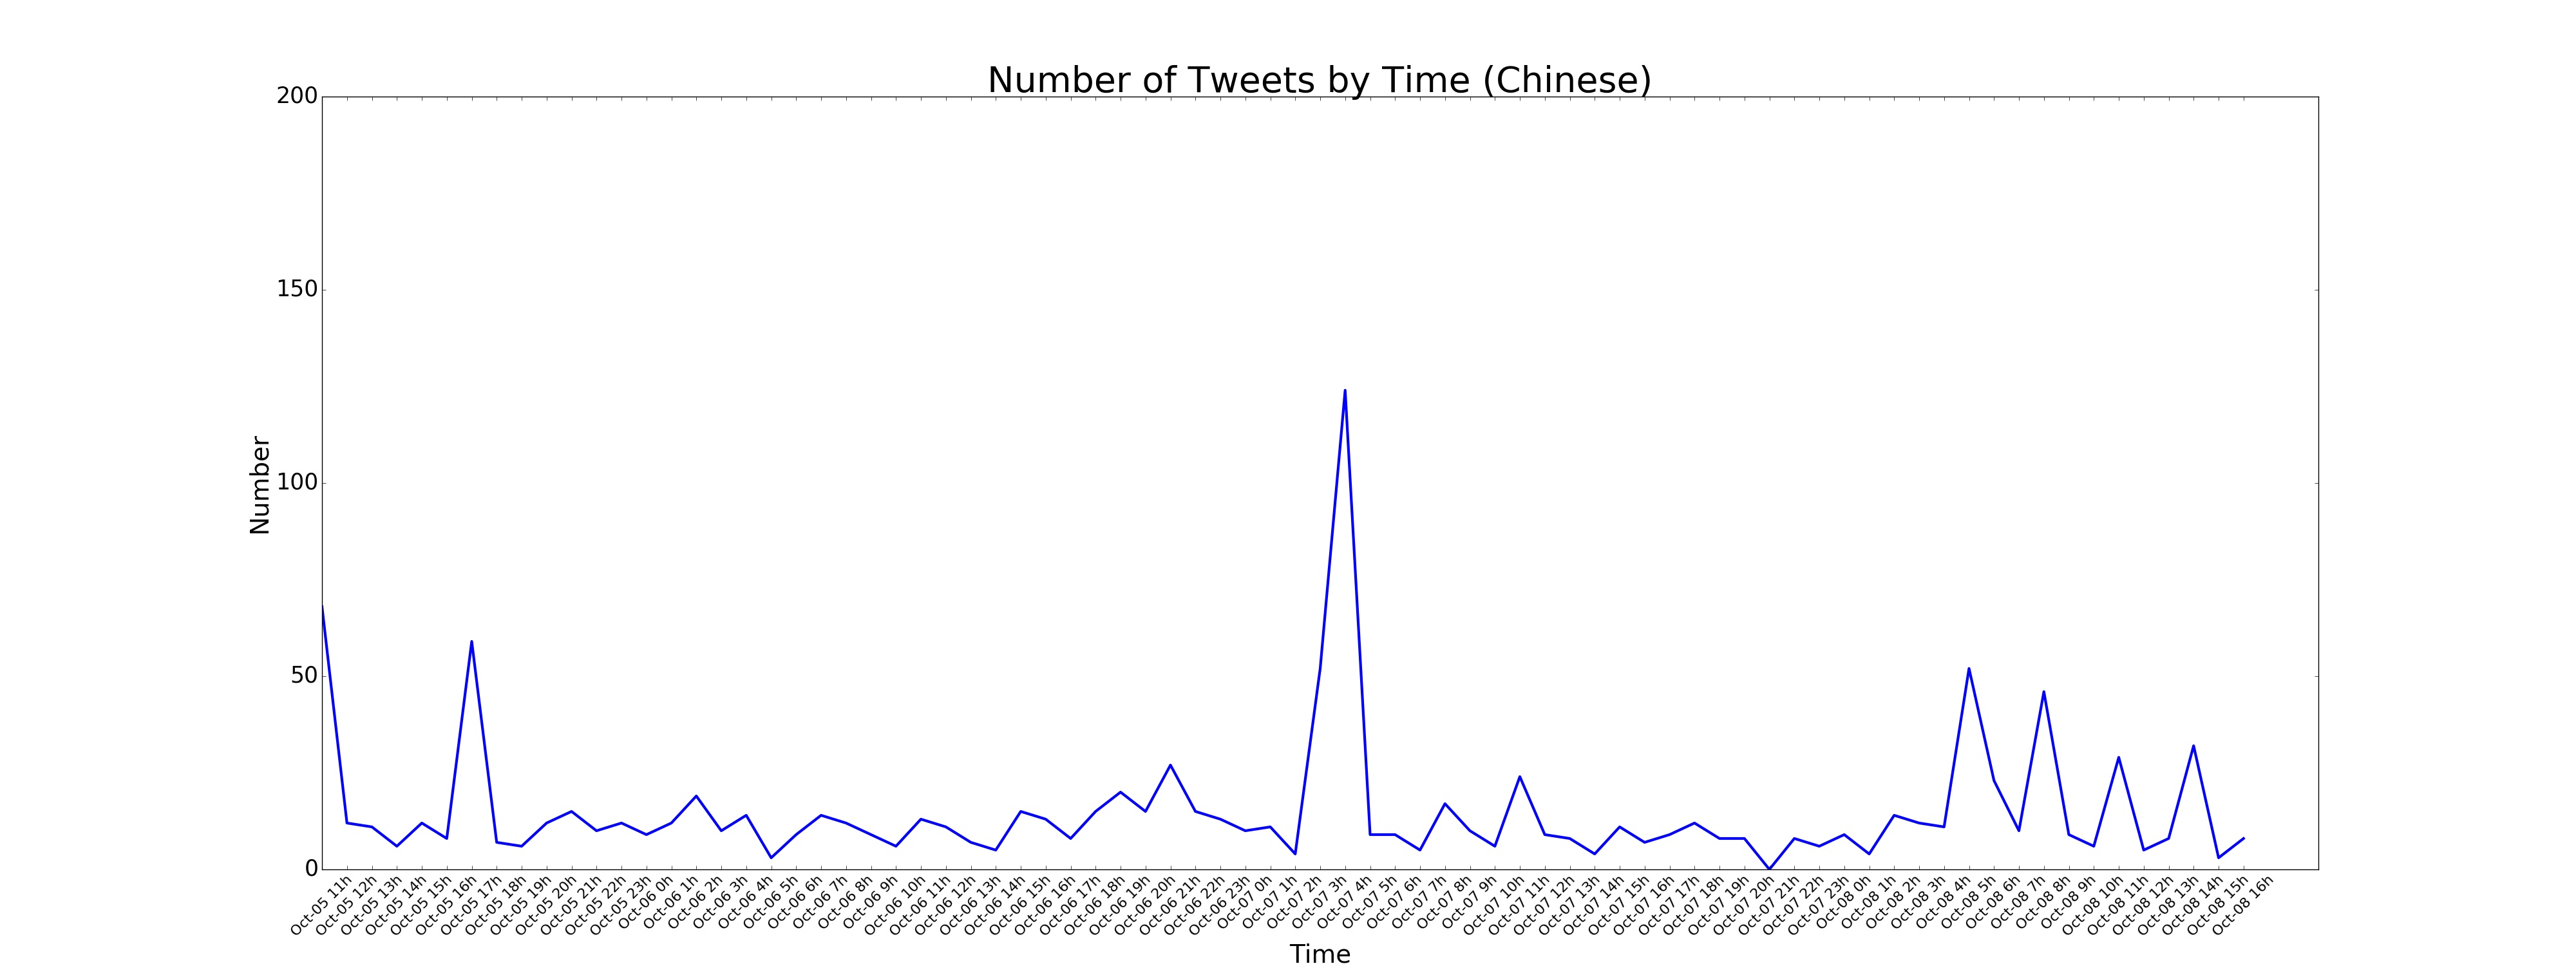 Number of Tweets by Time (Chinese)
200
150
100
50
0
Number
Oct-05 11h
Oct-05 12h
Oct-05 13h
Oct-05 14h
Oct-05 15h
Oct-05 16h
Oct-05 17h
Oct-05 18h
Oct-05 19h
Oct-05 20h
Oct-05 21h
Oct-05 22h
Oct-05 23h
Oct-06 0h
Oct-06 1h
Oct-06 2h
Oct-06 3h
Oct-06 4h
Oct-06 5h
Oct-06 6h
Oct-06 7h
Oct-06 8h
Oct-06 9h
Oct-06 10h
Oct-06 11h
Oct-06 12h
Oct-06 13h
Oct-06 14h
Oct-06 15h
Oct-06 16h
Oct-06 17h
Oct-06 18h
Oct-06 19h
Oct-06 20h
Oct-06 21h
Oct-06 22h
Oct-06 23h
Oct-07 0h
Oct-07 1h
Oct-07 2h
Oct-07 3h
Oct-07 4h
Oct-07 5h
Oct-07 6h
Oct-07 7h
Oct-07 8h
Oct-07 9h
Oct-07 10h
Oct-07 11h
Oct-07 12h
Oct-07 13h
Oct-07 14h
Oct-07 15h
Oct-07 16h
Oct-07 17h
Oct-07 18h
Oct-07 19h
Oct-07 20h
Oct-07 21h
Oct-07 22h
Oct-07 23h
Oct-08 0h
Oct-08 1h
Oct-08 2h
Oct-08 3h
Oct-08 4h
Oct-08 5h
Oct-08 6h
Oct-08 7h
Oct-08 8h
Oct-08 9h
Oct-08 10h
Oct-08 11h
Oct-08 12h
Oct-08 13h
Oct-08 14h
Oct-08 15h
Oct-08 16h
Time